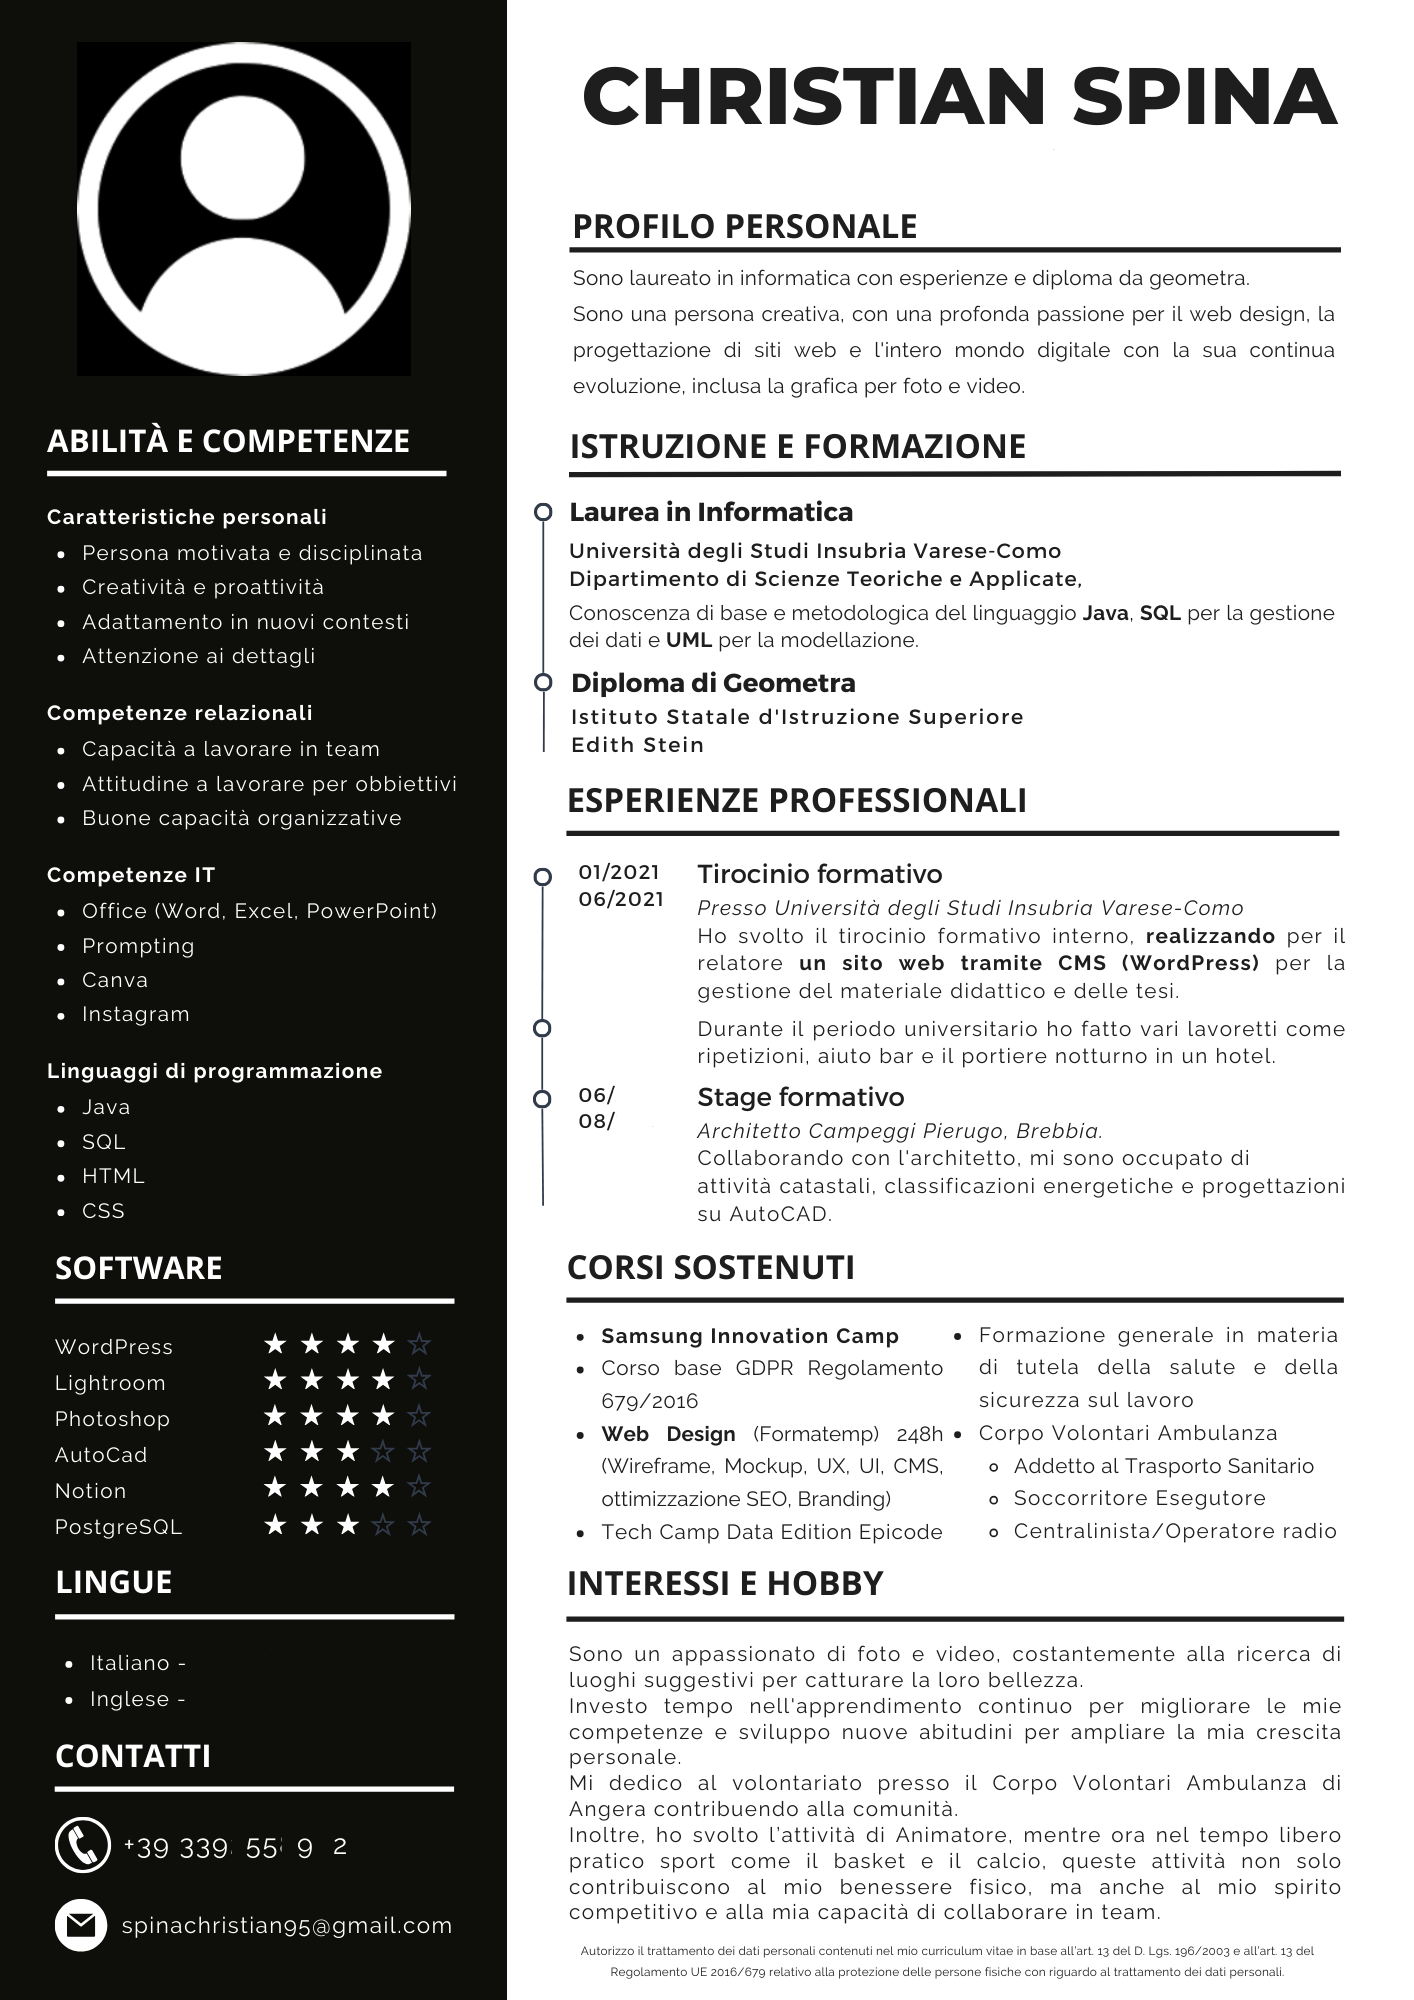 CHRISTIAN SPINA
ABILITÀ E COMPETENZE
Caratteristiche personali
• Persona motivata e disciplinata
• Creatività e proattività
• Adattamento in nuovi contesti
• Attenzione ai dettagli
Competenze relazionali
• Capacità a lavorare in team
• Attitudine a lavorare per obbiettivi
• Buone capacità organizzative
Competenze IT
• Office (Word, Excel, PowerPoint)
• Prompting
• Canva
• Instagram
Linguaggi di programmazione
• Java
• SQL
• HTML
• CSS
SOFTWARE
WordPress ★ ★ ★ ★ ☆
Lightroom ★ ★ ★ ★ ☆
Photoshop ★ ★ ★ ★ ☆
AutoCad ★ ★ ★ ☆ ☆
Notion ★ ★ ★ ★ ☆
PostgreSQL ★ ★ ★ ☆ ☆
LINGUE
• Italiano -
• Inglese -
CONTATTI
+39 339 55 9 2
spinachristian95@gmail.com
PROFILO PERSONALE
Sono laureato in informatica con esperienze e diploma da geometra.
Sono una persona creativa, con una profonda passione per il web design, la
progettazione di siti web e l'intero mondo digitale con la sua continua
evoluzione, inclusa la grafica per foto e video.
ISTRUZIONE E FORMAZIONE
Laurea in Informatica
Università degli Studi Insubria Varese-Como
Dipartimento di Scienze Teoriche e Applicate,
Conoscenza di base e metodologica del linguaggio Java, SQL per la gestione
dei dati e UML per la modellazione.
Diploma di Geometra
Istituto Statale d'Istruzione Superiore
Edith Stein
ESPERIENZE PROFESSIONALI
01/2021
06/2021
Tirocinio formativo
Presso Università degli Studi Insubria Varese-Como
Ho svolto il tirocinio formativo interno, realizzando per il
relatore un sito web tramite CMS (WordPress) per la
gestione del materiale didattico e delle tesi.
Durante il periodo universitario ho fatto vari lavoretti come
ripetizioni, aiuto bar e il portiere notturno in un hotel.
06/
08/
Stage formativo
Architetto Campeggi Pierugo, Brebbia.
Collaborando con l'architetto, mi sono occupato di
attività catastali, classificazioni energetiche e progettazioni
su AutoCAD.
CORSI SOSTENUTI
• Samsung Innovation Camp
• Corso base GDPR Regolamento
679/2016
• Web Design (Formatemp) 248h
(Wireframe, Mockup, UX, UI, CMS,
ottimizzazione SEO, Branding)
• Tech Camp Data Edition Epicode
• Formazione generale in materia
di tutela della salute e della
sicurezza sul lavoro
• Corpo Volontari Ambulanza
Addetto al Trasporto Sanitario
Soccorritore Esegutore
Centralinista/Operatore radio
INTERESSI E HOBBY
Sono un appassionato di foto e video, costantemente alla ricerca di
luoghi suggestivi per catturare la loro bellezza.
Investo tempo nell'apprendimento continuo per migliorare le mie
competenze e sviluppo nuove abitudini per ampliare la mia crescita
personale.
Mi dedico al volontariato presso il Corpo Volontari Ambulanza di
Angera contribuendo alla comunità.
Inoltre, ho svolto l'attività di Animatore, mentre ora nel tempo libero
pratico sport come il basket e il calcio, queste attività non solo
contribuiscono al mio benessere fisico, ma anche al mio spirito
competitivo e alla mia capacità di collaborare in team.
Autorizzo il trattamento dei dati personali contenuti nel mio curriculum vitae in base all'art. 13 del D. Lgs. 196/2003 e all'art. 13 del
Regolamento UE 2016/679 relativo alla protezione delle persone fisiche con riguardo al trattamento dei dati personali.